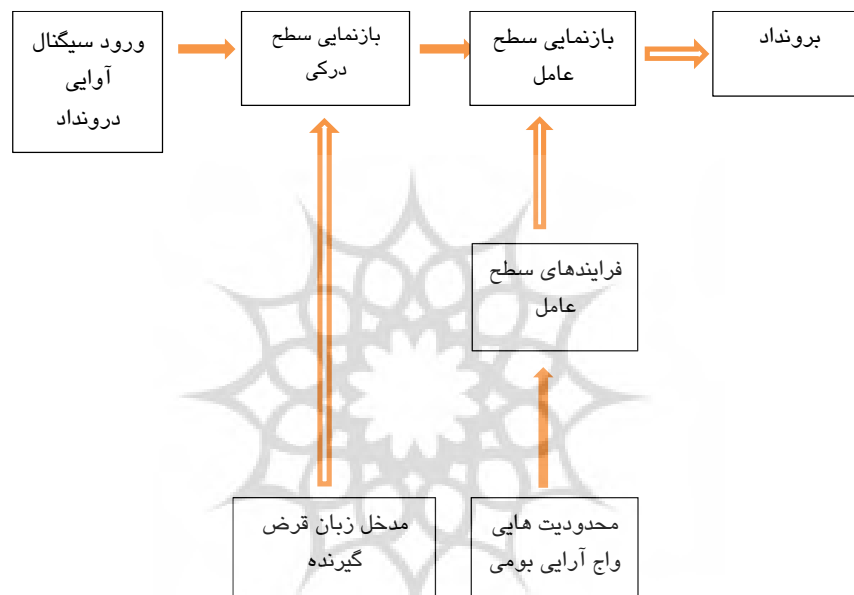 ورود سیگنال
آوایی
درونداد
بازنمایی سطح
درکی
بازنمایی سطح
عامل
برونداد
فرایندهای سطح
عامل
مدخل زبان قرض
گیرنده
محدودیت هایی
واج آرایی بومی